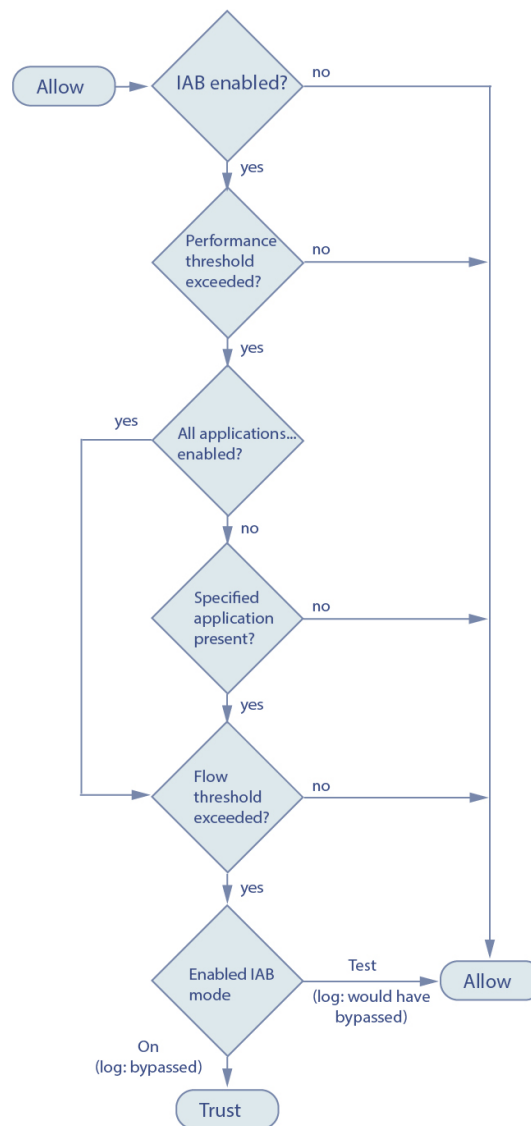 Allow
IAB enabled?
no
yes
Performance
threshold
exceeded?
no
yes
yes
All applications...
enabled?
no
Specified
application
present?
no
yes
Flow
threshold
exceeded?
no
yes
Enabled IAB
mode
Test
(log: would have
bypassed)
Allow
On
(log: bypassed)
Trust